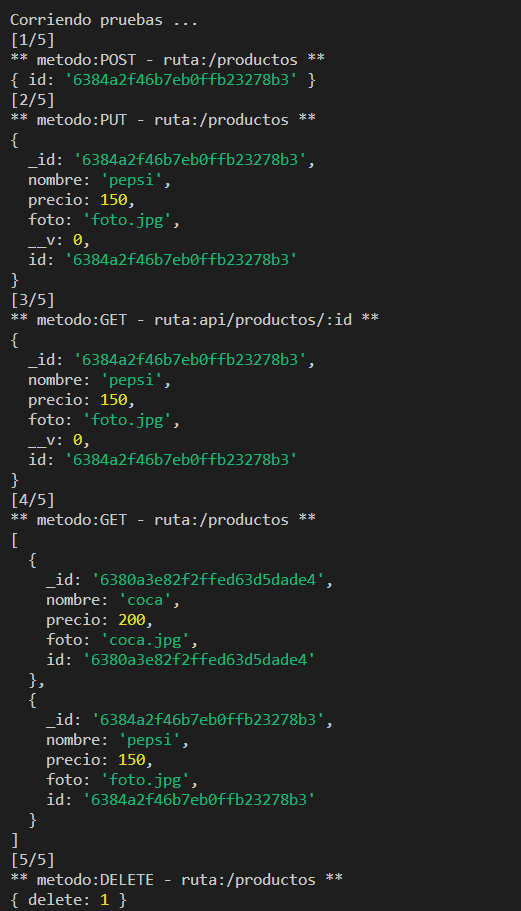 Corriendo pruebas ...
[1/5]
** metodo:POST - ruta:/productos **
{ id: '6384a2f46b7eb0ffb23278b3' }
[2/5]
** metodo:PUT - ruta:/productos **
{
  _id: '6384a2f46b7eb0ffb23278b3',
  nombre: 'pepsi',
  precio: 150,
  foto: 'foto.jpg',
  __v: 0,
  id: '6384a2f46b7eb0ffb23278b3'
}
[3/5]
** metodo:GET - ruta:api/productos/:id **
{
  _id: '6384a2f46b7eb0ffb23278b3',
  nombre: 'pepsi',
  precio: 150,
  foto: 'foto.jpg',
  __v: 0,
  id: '6384a2f46b7eb0ffb23278b3'
}
[4/5]
** metodo:GET - ruta:/productos **
[
  {
    _id: '6380a3e82f2ffed63d5dade4',
    nombre: 'coca',
    precio: 200,
    foto: 'coca.jpg',
    id: '6380a3e82f2ffed63d5dade4'
  },
  {
    _id: '6384a2f46b7eb0ffb23278b3',
    nombre: 'pepsi',
    precio: 150,
    foto: 'foto.jpg',
    id: '6384a2f46b7eb0ffb23278b3'
  }
]
[5/5]
** metodo:DELETE - ruta:/productos **
{ delete: 1 }